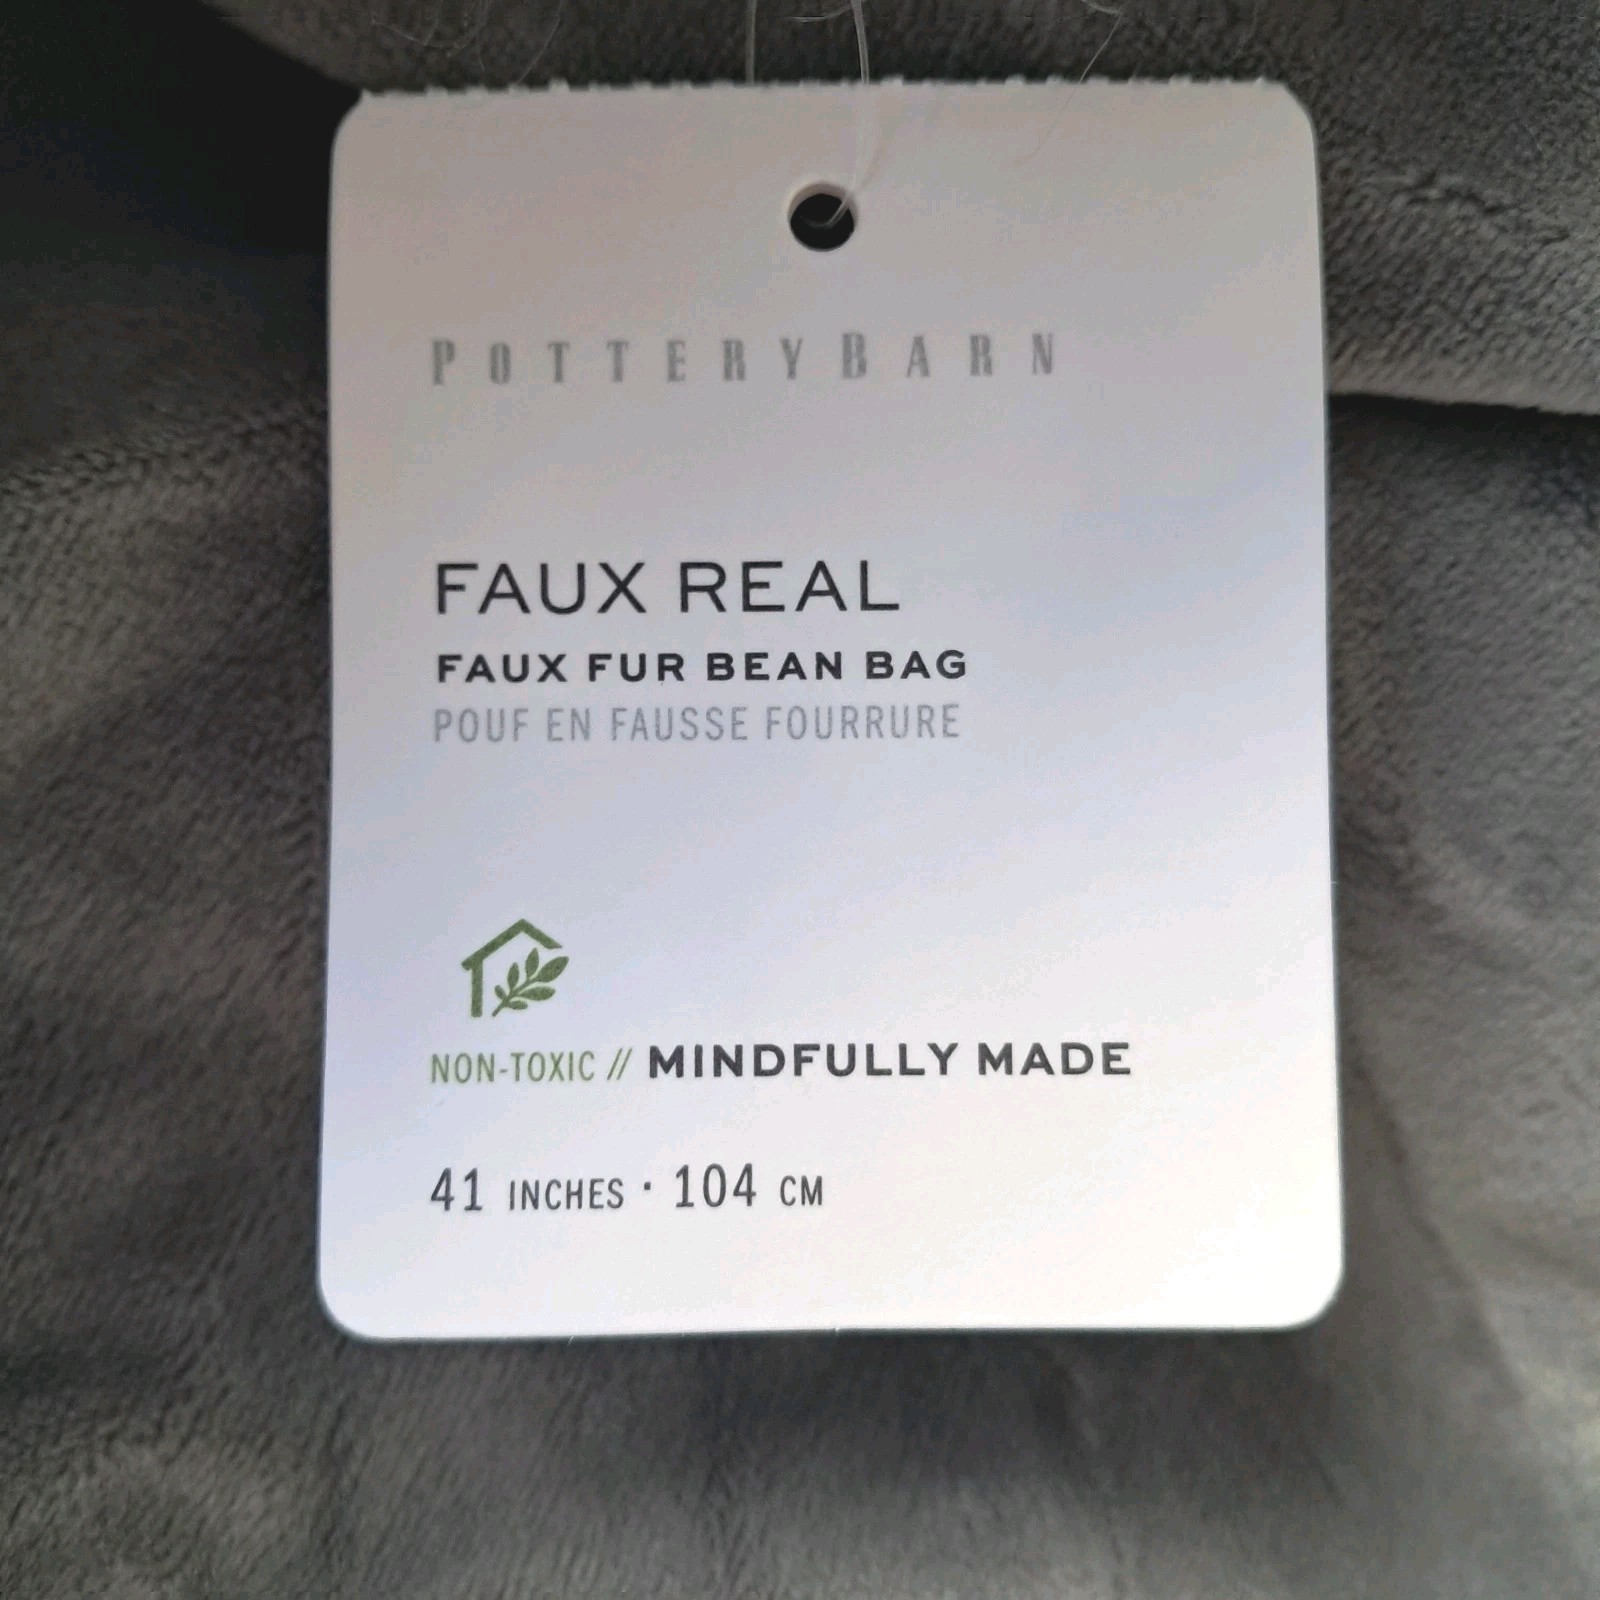 POTTERYBARN
FAUX REAL
FAUX FUR BEAN BAG
POUF EN FAUSSE FOURRURE
NON-TOXIC // MINDFULLY MADE
41 INCHES · 104 CM